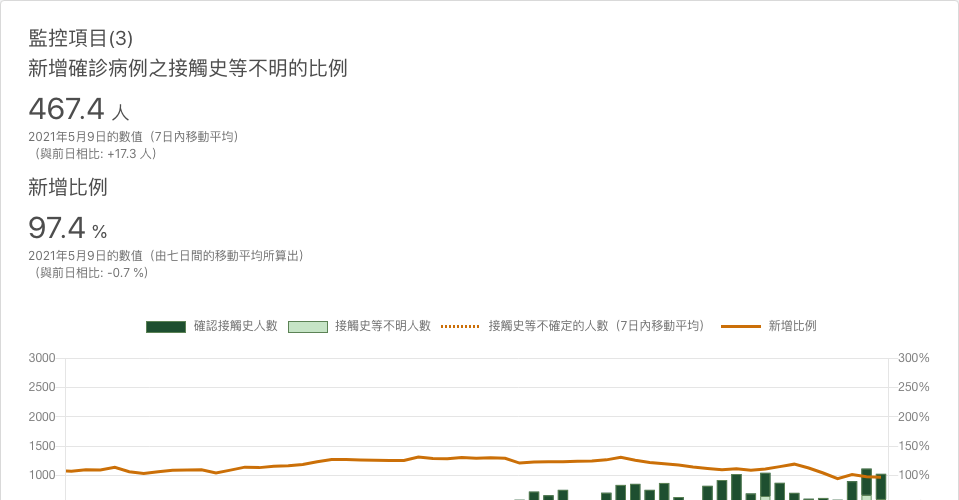 監控項目(3)
新增確診病例之接觸史等不明的比例
467.4 人
2021年5月9日的數值（7日內移動平均）
（與前日相比: +17.3 人）
新增比例
97.4 %
2021年5月9日的數值（由七日間的移動平均所算出）
（與前日相比: -0.7 %）
確認接觸史人數 接觸史等不明人數 接觸史等不確定的人數（7日內移動平均） 新增比例
3000 300%
2500 250%
2000 200%
1500 150%
1000 100%